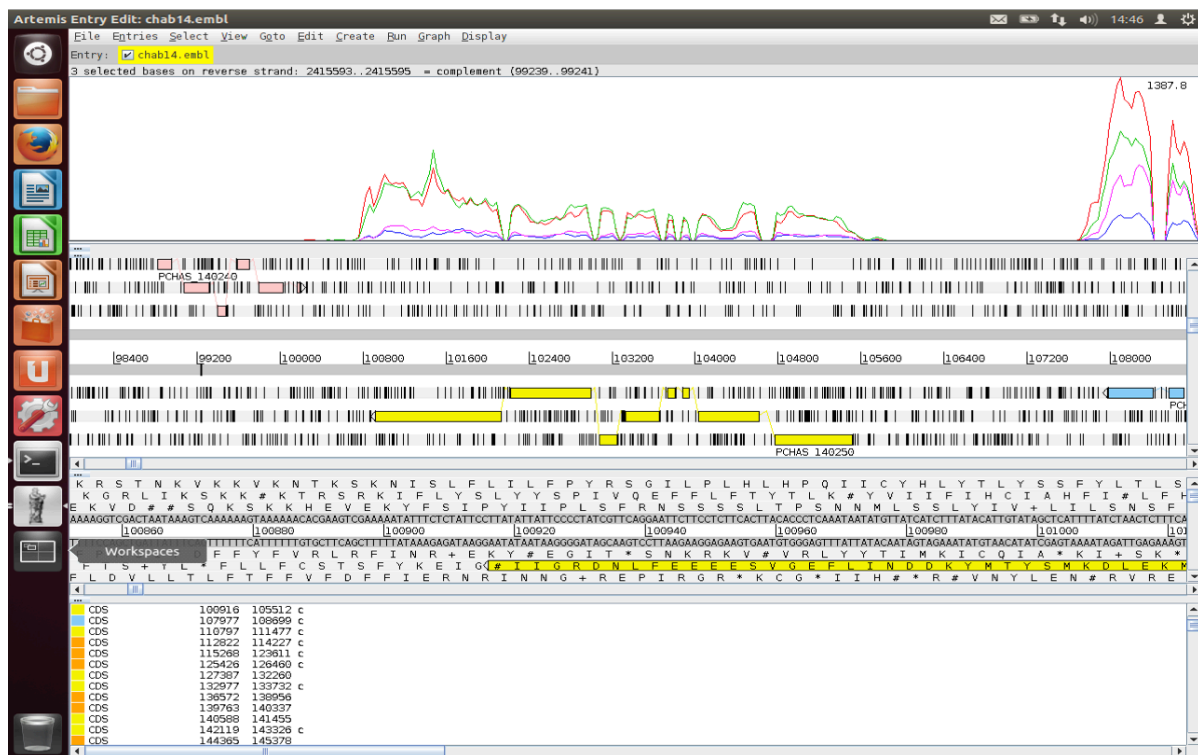 Artemis Entry Edit: chab14.embl 14:46
File Entries Select View Goto Edit Create Run Graph Display
Entry: chab14.embl
3 selected bases on reverse strand: 2415593..2415595 = complement (99239..99241)
1387.8
PCHAS_140240
98400 99200 100000 100800 101600 102400 103200 104000 104800 105600 106400 107200 108000
PCH
PCHAS_140250
K R S T N K V K K V K N T K S K N I S L F L I L F P Y R S G I L P L H L H P Q I I C Y H L Y T L Y S S F Y L T L S
K G R L I K S K K # K T R S R K I F L Y S L Y Y S P I V Q E F F L F T Y T L K # Y V I I F I H C I A H F I # L F H
E K V D # # S Q K S K K H E V E K Y F S I P Y I I P L S F R N S S S S L T P S N N M L S S L Y I V + L I L S N S F
100860 100880 100900 100920 100940 100960 100980 101000 101
Workspaces
CDS 100916 105512 c
CDS 107977 108699 c
CDS 110797 111477 c
CDS 112822 114227 c
CDS 115268 123611 c
CDS 125426 126460 c
CDS 127387 132260
CDS 132977 133732 c
CDS 136572 138956
CDS 139763 140337
CDS 140588 141455
CDS 142119 143326 c
CDS 144365 145378